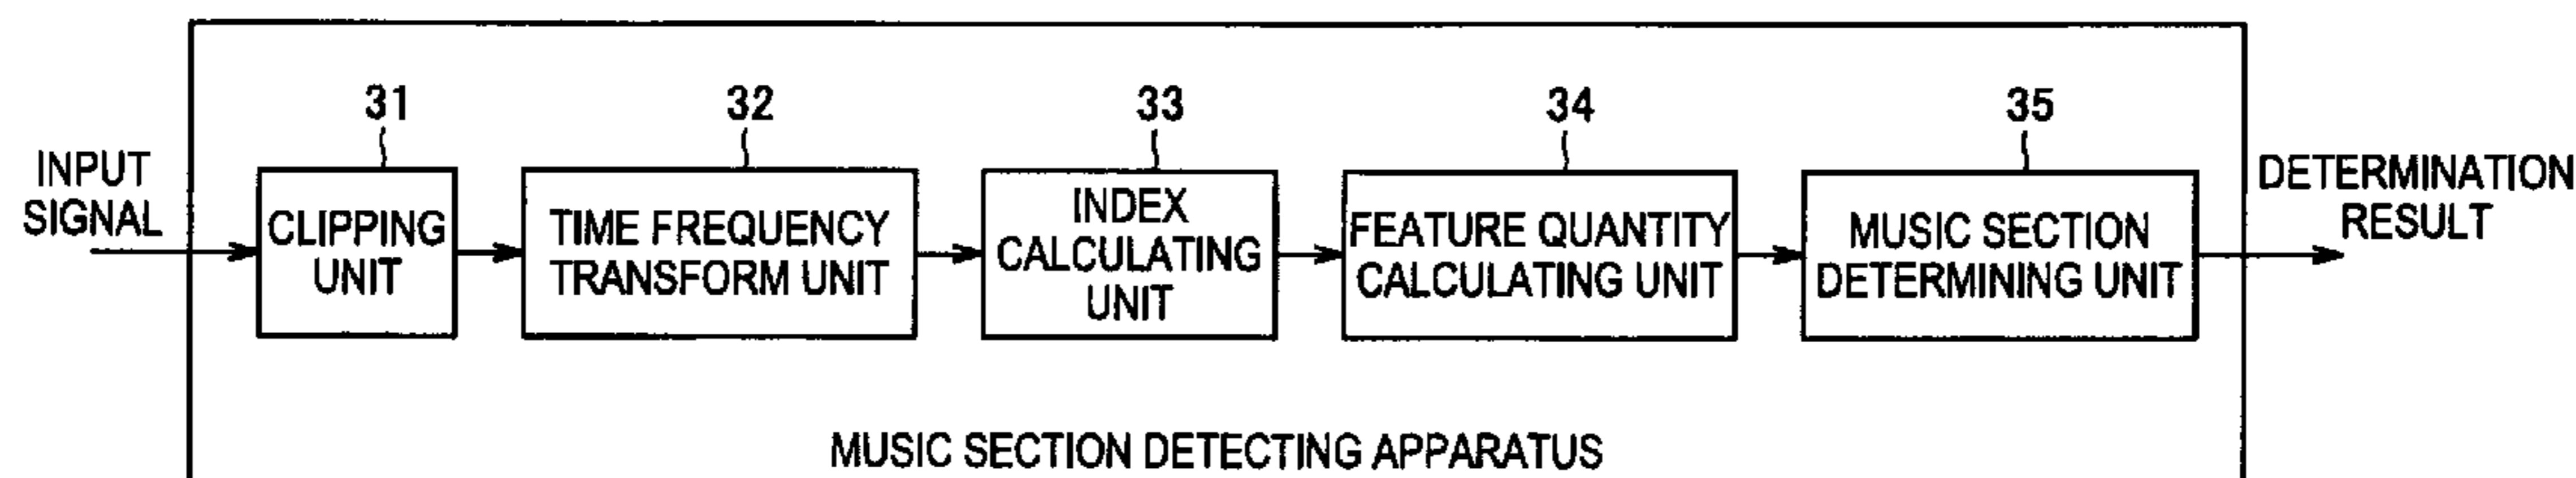 31
32
33
34
35
INPUT
SIGNAL
CLIPPING
UNIT
TIME FREQUENCY
TRANSFORM UNIT
INDEX
CALCULATING
UNIT
FEATURE QUANTITY
CALCULATING UNIT
MUSIC SECTION
DETERMINING UNIT
DETERMINATION
RESULT
MUSIC SECTION DETECTING APPARATUS